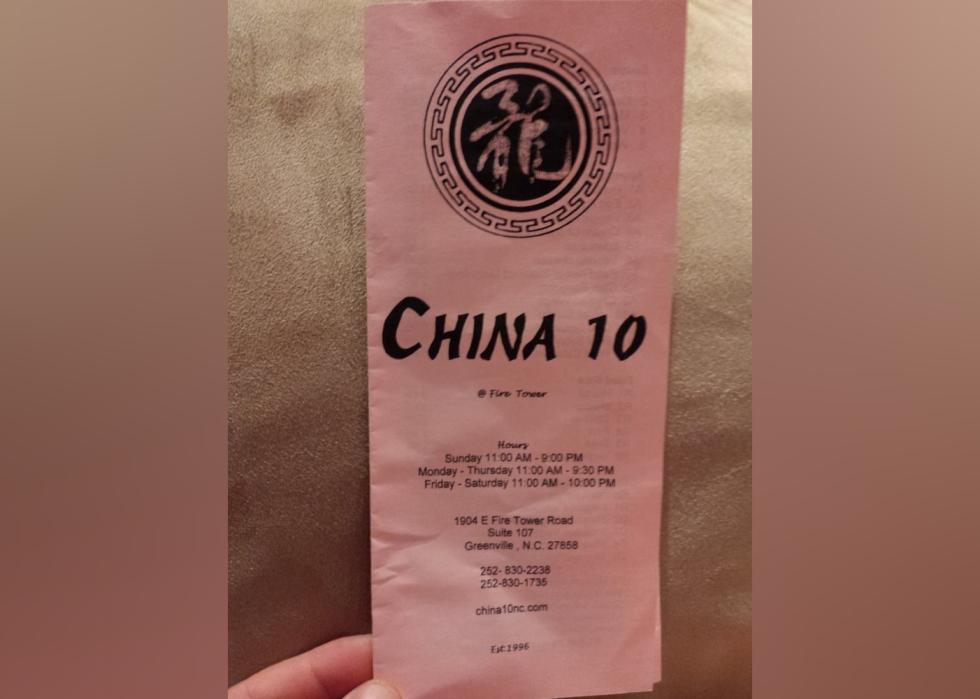 龍
CHINA 10
@ Fire Tower
Hours
Sunday 11:00 AM - 9:00 PM
Monday - Thursday 11:00 AM - 9:30 PM
Friday - Saturday 11:00 AM - 10:00 PM
1904 E Fire Tower Road
Suite 107
Greenville , N.C. 27858
252- 830-2238
252-830-1735
china10nc.com
Est:1996